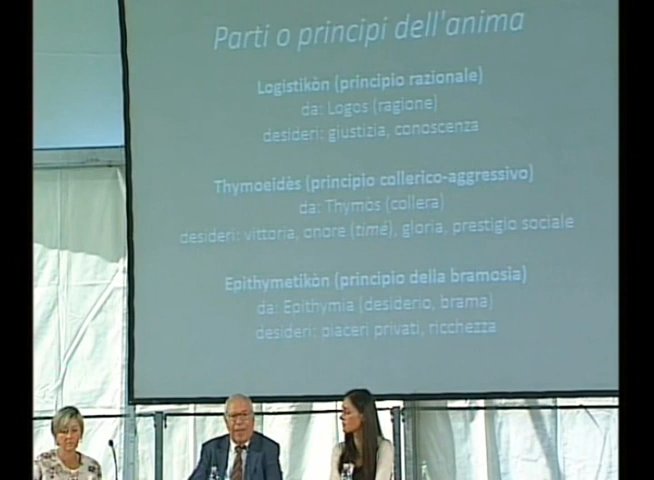 Parti o principi dell'anima
Logistikòn (principio razionale)
da: Logos (ragione)
desideri: giustizia, conoscenza
Thymoeidès (principio collerico-aggressivo)
da: Thymos (collera)
desideri: vittoria, onore (timé), gloria, prestigio sociale
Epithymetikòn (principio della bramosia)
da: Epithymia (desiderio, brama)
desideri: piaceri privati, ricchezza